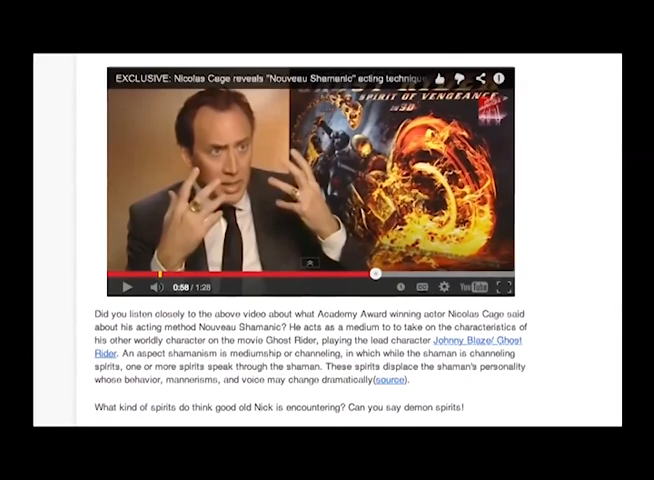 EXCLUSIVE: Nicolas Cage reveals "Nouveau Shamanic" acting technique
SPIRIT OF VENGEANCE
IN 3D
0:58 / 1:28
CC
YouTube
Did you listen closely to the above video about what Academy Award winning actor Nicolas Cage said
about his acting method Nouveau Shamanic? He acts as a medium to to take on the characteristics of
his other worldly character on the movie Ghost Rider, playing the lead character Johnny Blaze/ Ghost
Rider. An aspect shamanism is mediumship or channeling, in which while the shaman is channeling
spirits, one or more spirits speak through the shaman. These spirits displace the shaman's personality
whose behavior, mannerisms, and voice may change dramatically(source).
What kind of spirits do think good old Nick is encountering? Can you say demon spirits!